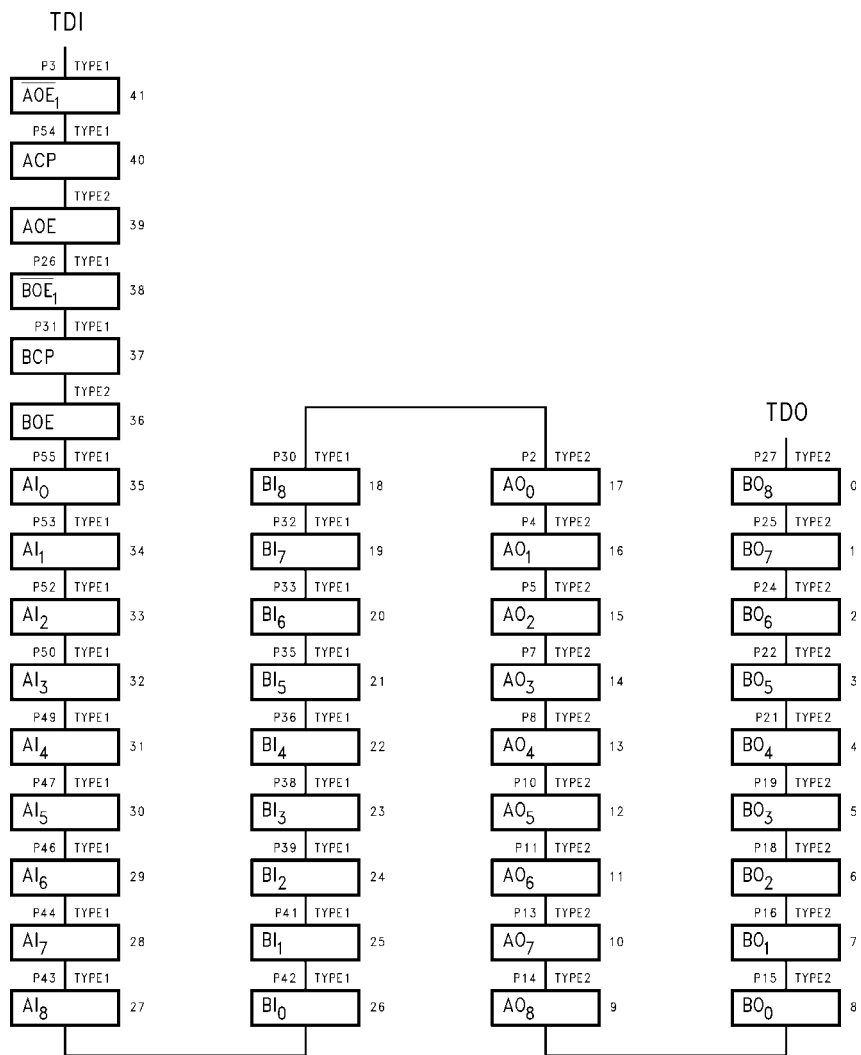 TDI
P3 TYPE1
AOE1 41
P54 TYPE1
ACP 40
TYPE2
AOE 39
P26 TYPE1
BOE1 38
P31 TYPE1
BCP 37
TYPE2
BOE 36
P55 TYPE1
AI0 35
P53 TYPE1
AI1 34
P52 TYPE1
AI2 33
P50 TYPE1
AI3 32
P49 TYPE1
AI4 31
P47 TYPE1
AI5 30
P46 TYPE1
AI6 29
P44 TYPE1
AI7 28
P43 TYPE1
AI8 27
P30 TYPE1
BI8 18
P32 TYPE1
BI7 19
P33 TYPE1
BI6 20
P35 TYPE1
BI5 21
P36 TYPE1
BI4 22
P38 TYPE1
BI3 23
P39 TYPE1
BI2 24
P41 TYPE1
BI1 25
P42 TYPE1
BI0 26
P2 TYPE2
AO0 17
P4 TYPE2
AO1 16
P5 TYPE2
AO2 15
P7 TYPE2
AO3 14
P8 TYPE2
AO4 13
P10 TYPE2
AO5 12
P11 TYPE2
AO6 11
P13 TYPE2
AO7 10
P14 TYPE2
AO8 9
TDO
P27 TYPE2
BO8 0
P25 TYPE2
BO7 1
P24 TYPE2
BO6 2
P22 TYPE2
BO5 3
P21 TYPE2
BO4 4
P19 TYPE2
BO3 5
P18 TYPE2
BO2 6
P16 TYPE2
BO1 7
P15 TYPE2
BO0 8